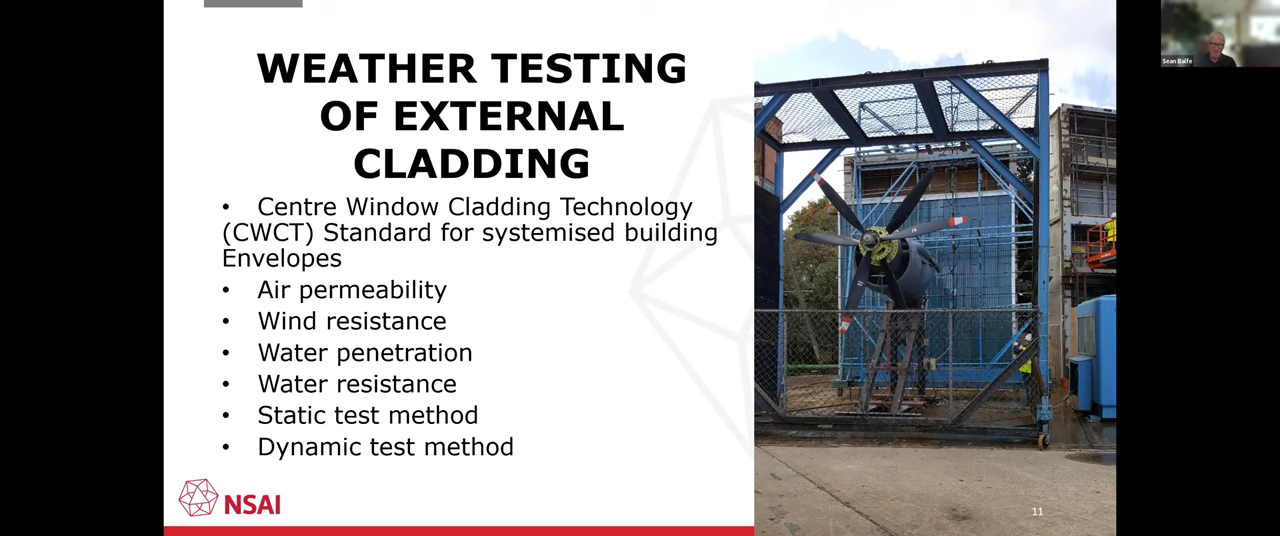 WEATHER TESTING
OF EXTERNAL
CLADDING
• Centre Window Cladding Technology
(CWCT) Standard for systemised building
Envelopes
• Air permeability
• Wind resistance
• Water penetration
• Water resistance
• Static test method
• Dynamic test method
NSAI
11
Sean Balfe